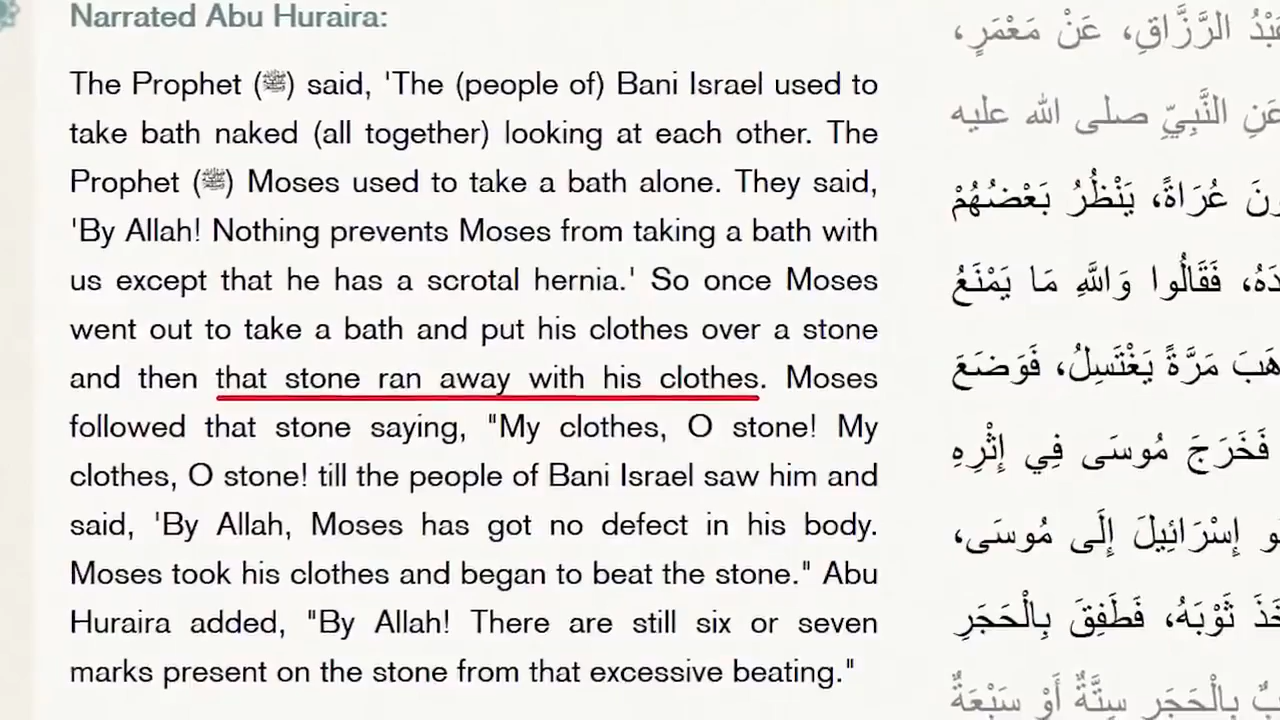 Narrated Abu Huraira:
The Prophet (ﷺ) said, 'The (people of) Bani Israel used to
take bath naked (all together) looking at each other. The
Prophet (ﷺ) Moses used to take a bath alone. They said,
'By Allah! Nothing prevents Moses from taking a bath with
us except that he has a scrotal hernia.' So once Moses
went out to take a bath and put his clothes over a stone
and then that stone ran away with his clothes. Moses
followed that stone saying, "My clothes, O stone! My
clothes, O stone! till the people of Bani Israel saw him and
said, 'By Allah, Moses has got no defect in his body.
Moses took his clothes and began to beat the stone." Abu
Huraira added, "By Allah! There are still six or seven
marks present on the stone from that excessive beating."
الرَّزَّاقِ، عَنْ مَعْمَرٍ،
النَّبِيِّ صلى الله عليه
عُرَاةً، يَنْظُرُ بَعْضُهُمْ
فَقَالُوا وَاللَّهِ مَا يَمْنَعُ
مَرَّةً يَغْتَسِلُ، فَوَضَعَ
فَخَرَجَ مُوسَى فِي إِثْرِهِ
إِسْرَائِيلَ إِلَى مُوسَى،
ثَوْبَهُ، فَطَفِقَ بِالْحَجَرِ
بِالْحَجَرِ سِتَّةٌ أَوْ سَبْعَةٌ